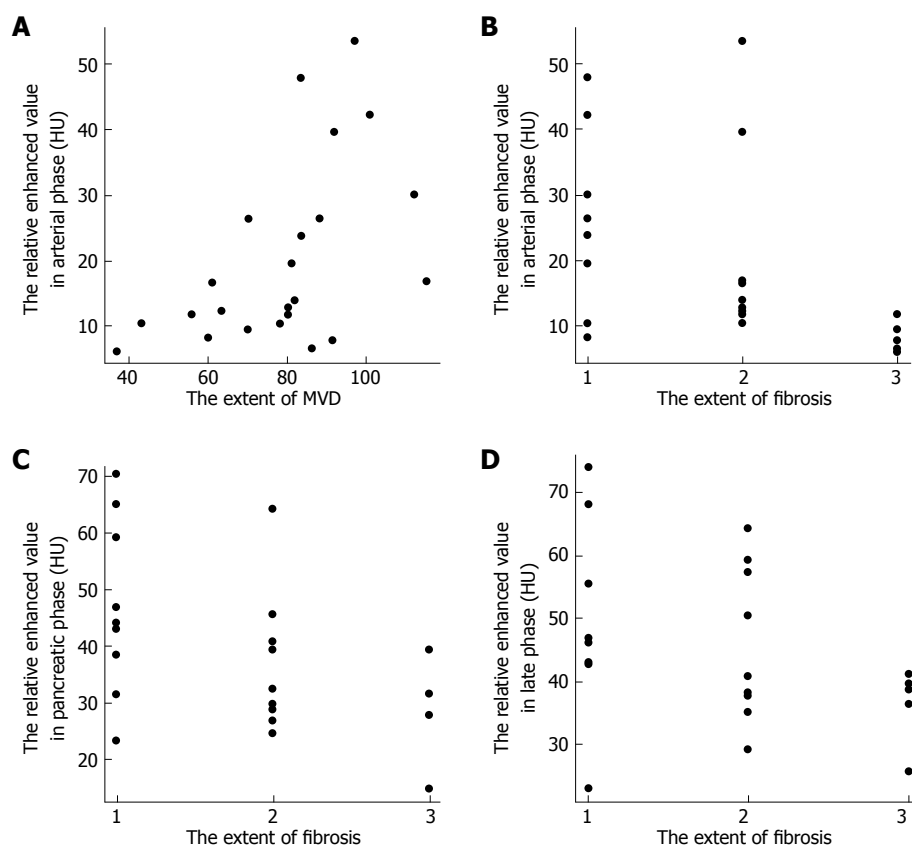 A
The relative enhanced value
in arterial phase (HU)
50
40
30
20
10
40
60
80
100
The extent of MVD
B
The relative enhanced value
in arterial phase (HU)
50
40
30
20
10
1
2
3
The extent of fibrosis
C
The relative enhanced value
in pancreatic phase (HU)
70
60
50
40
30
20
1
2
3
The extent of fibrosis
D
The relative enhanced value
in late phase (HU)
70
60
50
40
30
1
2
3
The extent of fibrosis